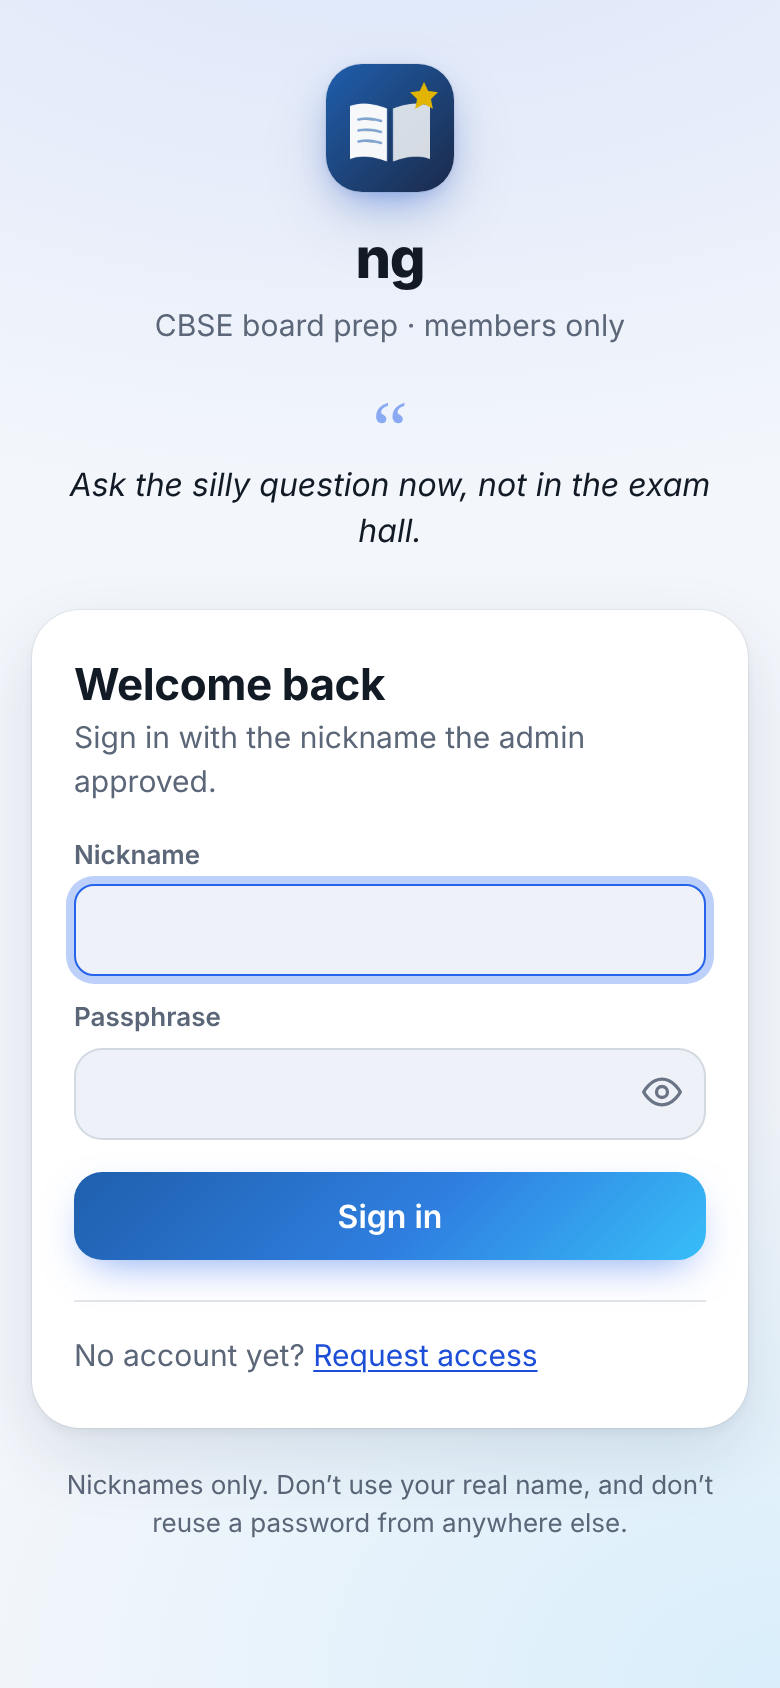 ng
CBSE board prep · members only
“
Ask the silly question now, not in the exam
hall.
Welcome back
Sign in with the nickname the admin
approved.
Nickname
Passphrase
Sign in
No account yet? Request access
Nicknames only. Don’t use your real name, and don’t
reuse a password from anywhere else.